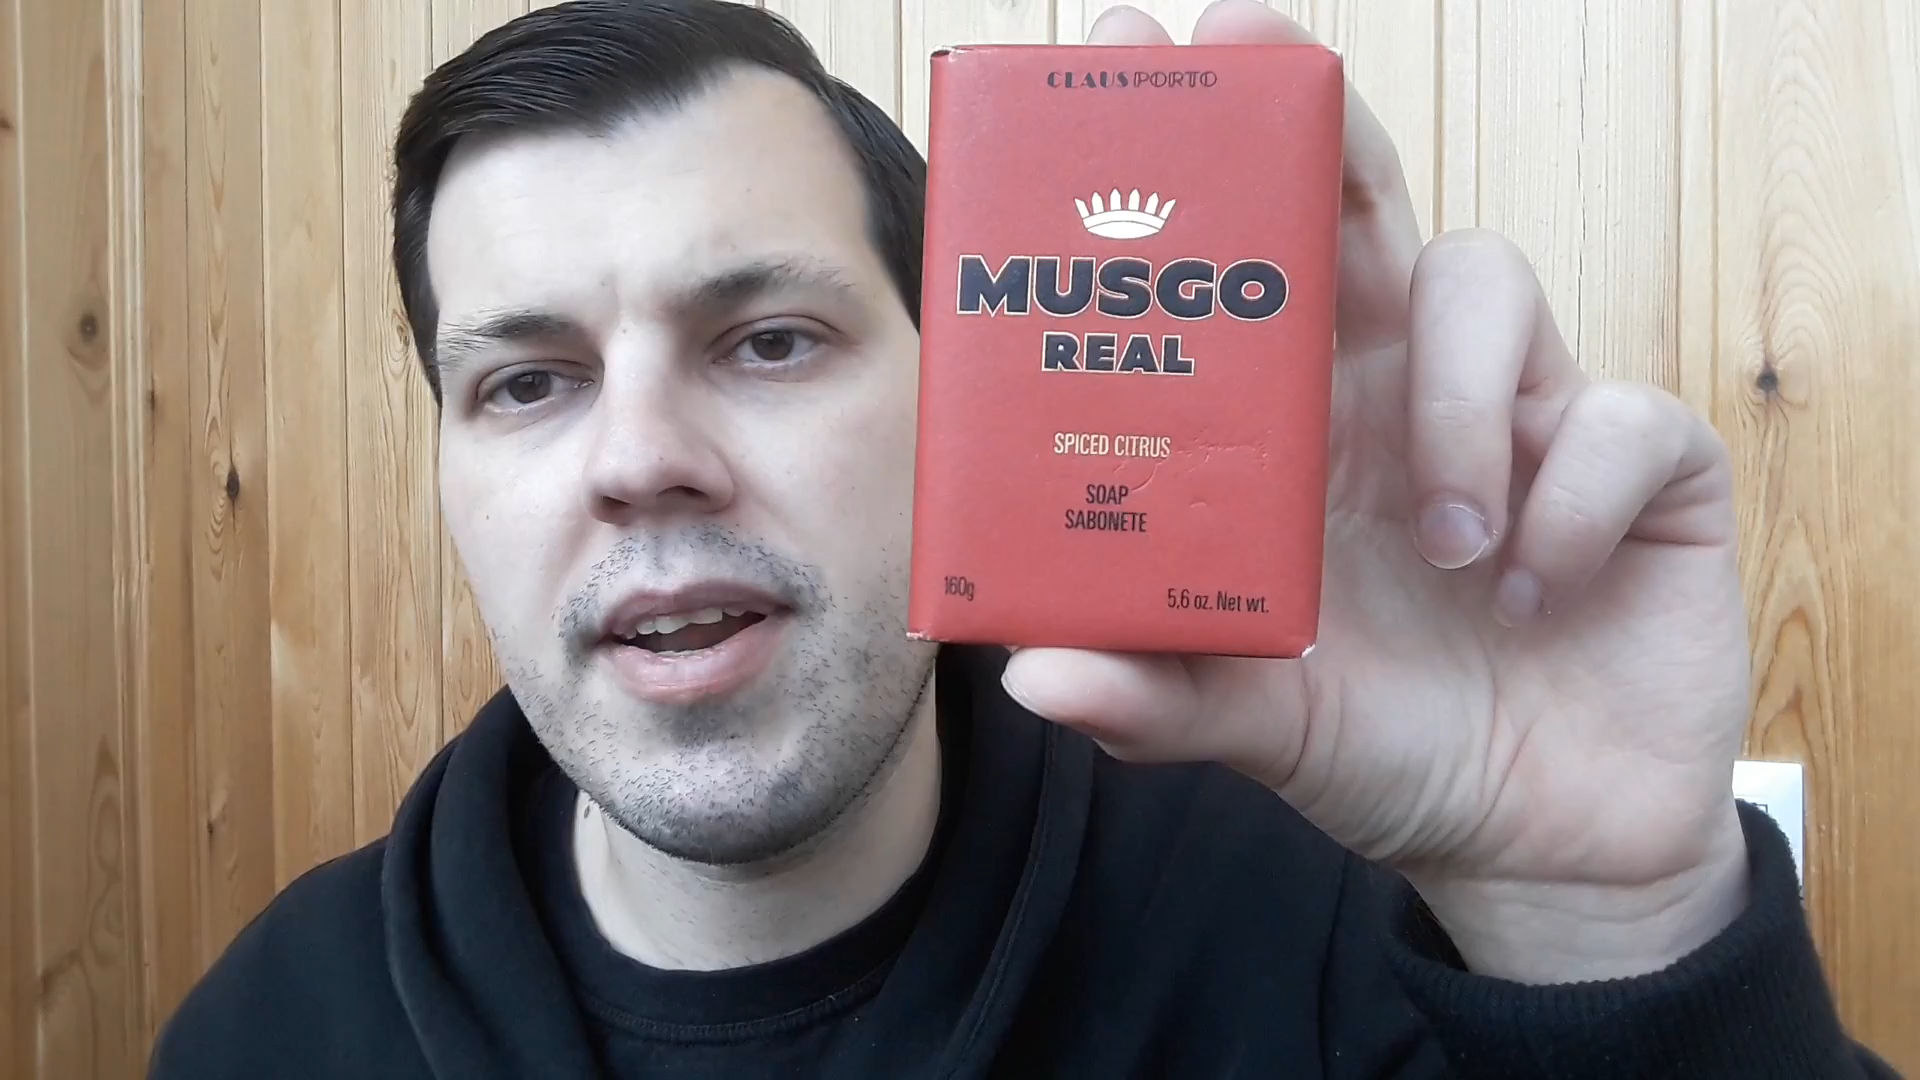 CLAUS PORTO
MUSGO
REAL
SPICED CITRUS
SOAP
SABONETE
160g
5,6 oz. Net wt.